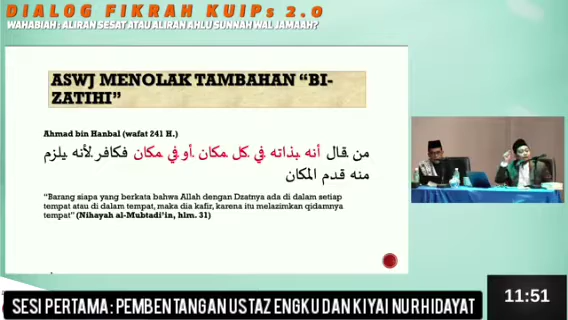 DIALOG FIKRAH KUIPs 2.0
WAHABIAH : ALIRAN SESAT ATAU ALIRAN AHLU SUNNAH WAL JAMAAH?
ASWJ MENOLAK TAMBAHAN “BI-
ZATIHI”
Ahmad bin Hanbal (wafat 241 H.)
من قال أنه بذاته في كل مكان أو في مكان فكافر لأنه يلزم
منه قدم المكان
“Barang siapa yang berkata bahwa Allah dengan Dzatnya ada di dalam setiap
tempat atau di dalam tempat, maka dia kafir, karena itu melazimkan qidamnya
tempat” (Nihayah al-Mubtadi’in, hlm. 31)
11:51
SESI PERTAMA : PEMBENTANGAN USTAZ ENGKU DAN KIYAI NUR HIDAYAT